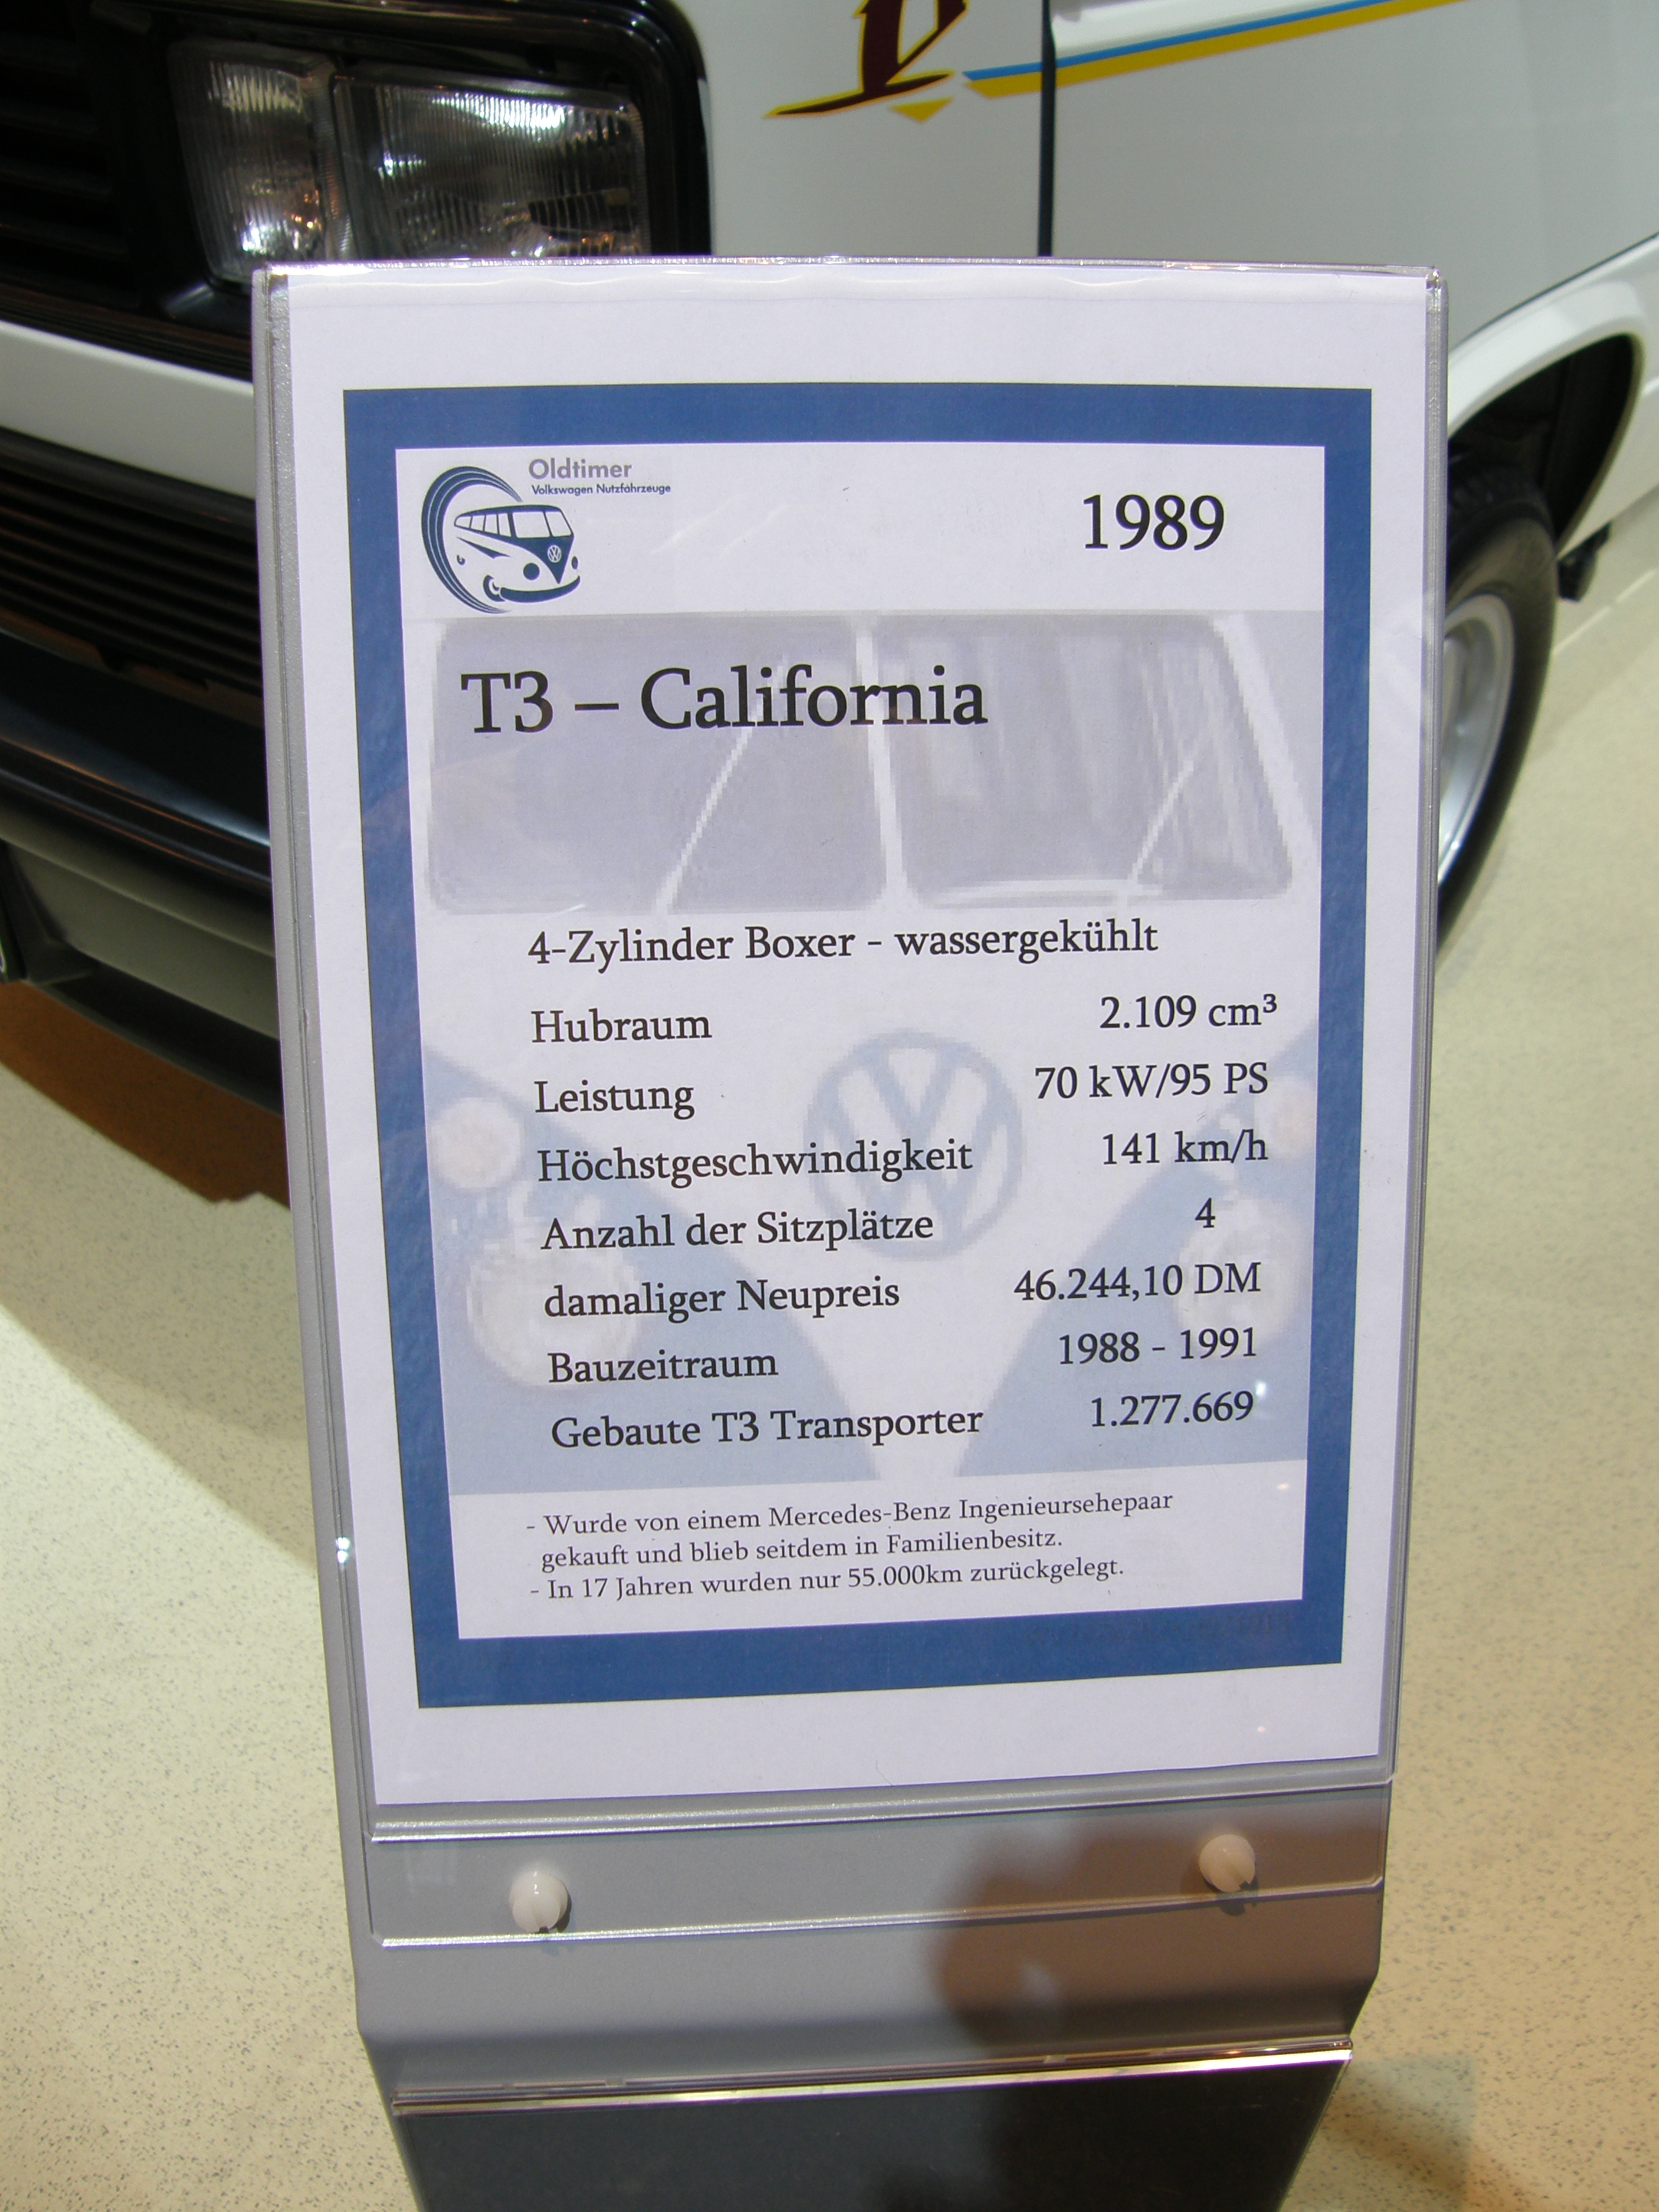 Oldtimer
Volkswagen Nutzfahrzeuge
1989
T3 – California
4-Zylinder Boxer - wassergekühlt
Hubraum 2.109 cm³
Leistung 70 kW/95 PS
Höchstgeschwindigkeit 141 km/h
Anzahl der Sitzplätze 4
damaliger Neupreis 46.244,10 DM
Bauzeitraum 1988 - 1991
Gebaute T3 Transporter 1.277.669
- Wurde von einem Mercedes-Benz Ingenieursehepaar
gekauft und blieb seitdem in Familienbesitz.
- In 17 Jahren wurden nur 55.000km zurückgelegt.